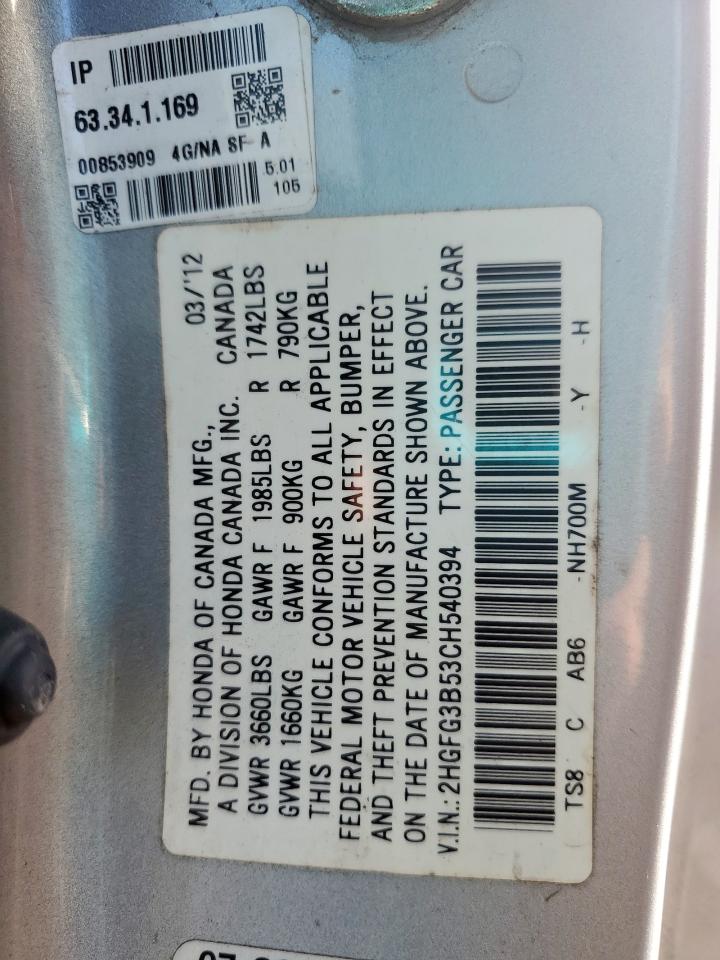 IP
63.34.1.169
00853909 4G/NA SF A
5.01
105
MFD. BY HONDA OF CANADA MFG., 03/'12
A DIVISION OF HONDA CANADA INC. CANADA
GVWR 3660LBS GAWR F 1985LBS R 1742LBS
GVWR 1660KG GAWR F 900KG R 790KG
THIS VEHICLE CONFORMS TO ALL APPLICABLE
FEDERAL MOTOR VEHICLE SAFETY, BUMPER,
AND THEFT PREVENTION STANDARDS IN EFFECT
ON THE DATE OF MANUFACTURE SHOWN ABOVE.
V.I.N.: 2HGFG3B53CH540394 TYPE: PASSENGER CAR
TS8 C AB6 -NH700M -Y -H